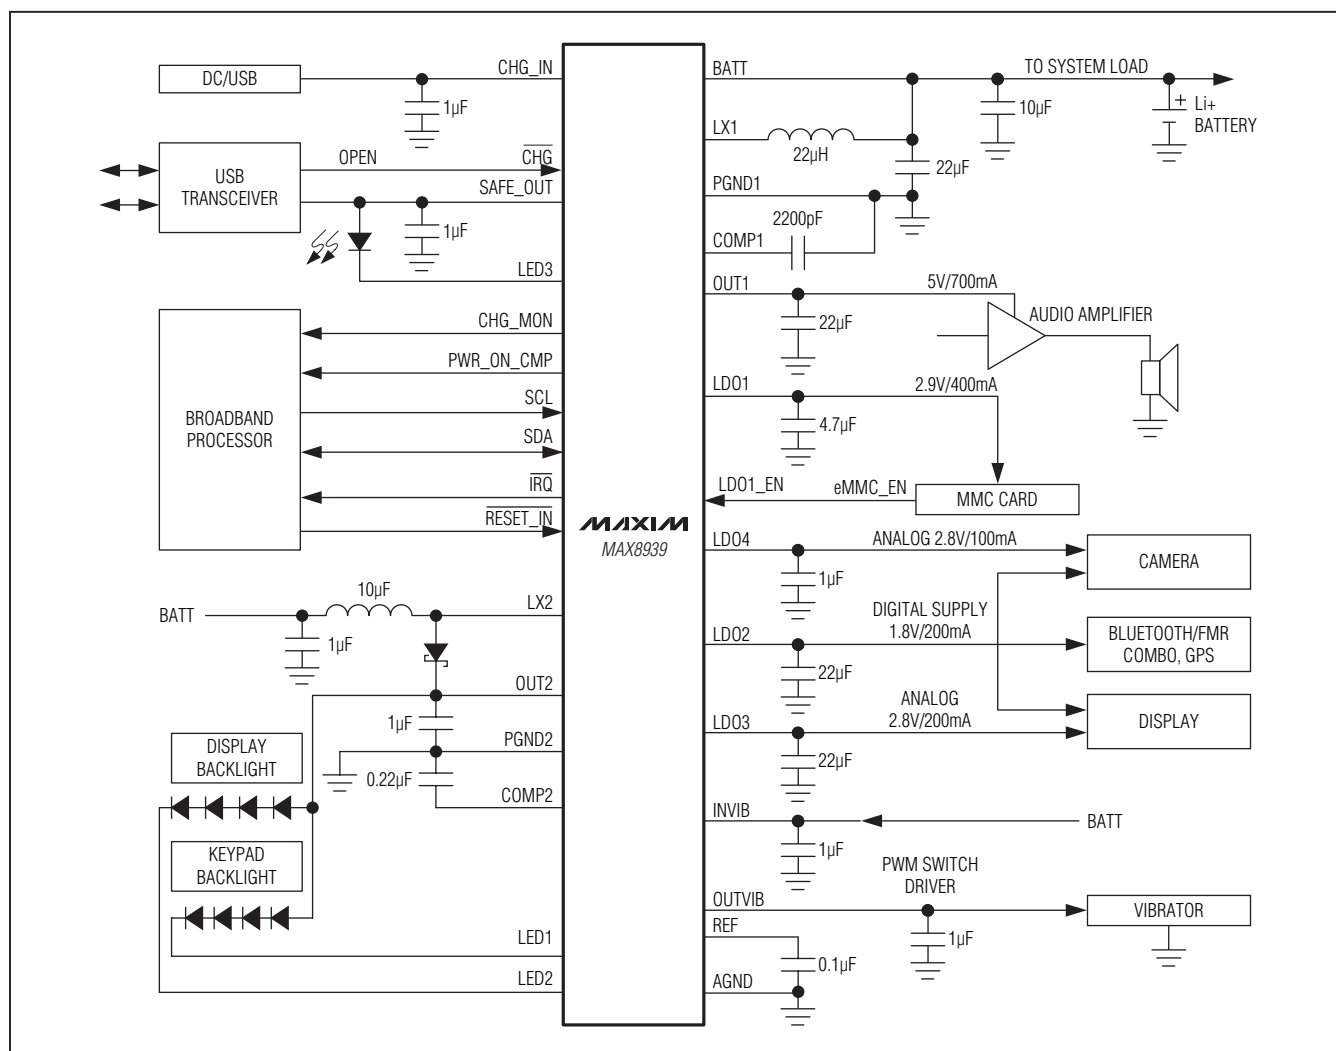 DC/USB
CHG_IN
1µF
USB
TRANSCEIVER
OPEN
CHG
SAFE_OUT
1µF
LED3
BROADBAND
PROCESSOR
CHG_MON
PWR_ON_CMP
SCL
SDA
IRQ
RESET_IN
BATT
10µF
LX2
1µF
OUT2
1µF
PGND2
0.22µF
COMP2
DISPLAY
BACKLIGHT
KEYPAD
BACKLIGHT
LED1
LED2
MAXIM
MAX8939
BATT
TO SYSTEM LOAD
10µF
+
Li+
BATTERY
LX1
22µH
22µF
PGND1
2200pF
COMP1
OUT1
5V/700mA
22µF
AUDIO AMPLIFIER
LDO1
2.9V/400mA
4.7µF
LDO1_EN
eMMC_EN
MMC CARD
LDO4
ANALOG 2.8V/100mA
CAMERA
1µF
DIGITAL SUPPLY
1.8V/200mA
LDO2
BLUETOOTH/FMR
COMBO, GPS
22µF
ANALOG
2.8V/200mA
LDO3
DISPLAY
22µF
INVIB
BATT
1µF
PWM SWITCH
DRIVER
OUTVIB
VIBRATOR
1µF
REF
0.1µF
AGND